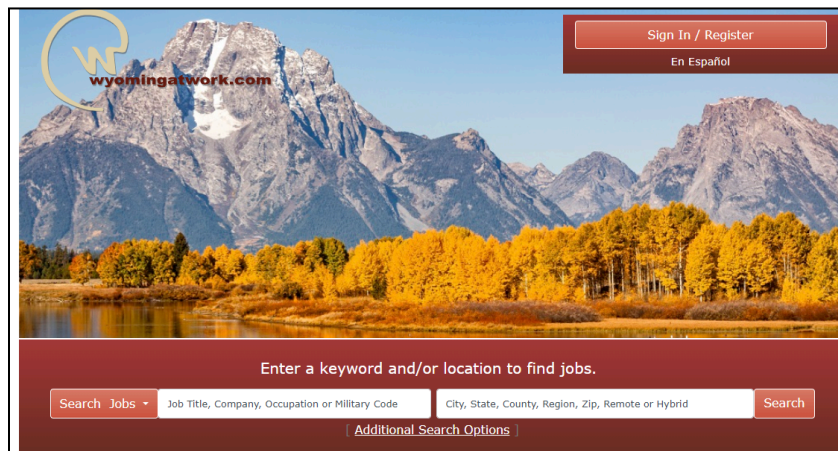 W
wyomingatwork.com
Sign In / Register
En Español
Enter a keyword and/or location to find jobs.
Search Jobs
Job Title, Company, Occupation or Military Code
City, State, County, Region, Zip, Remote or Hybrid
Search
[ Additional Search Options ]